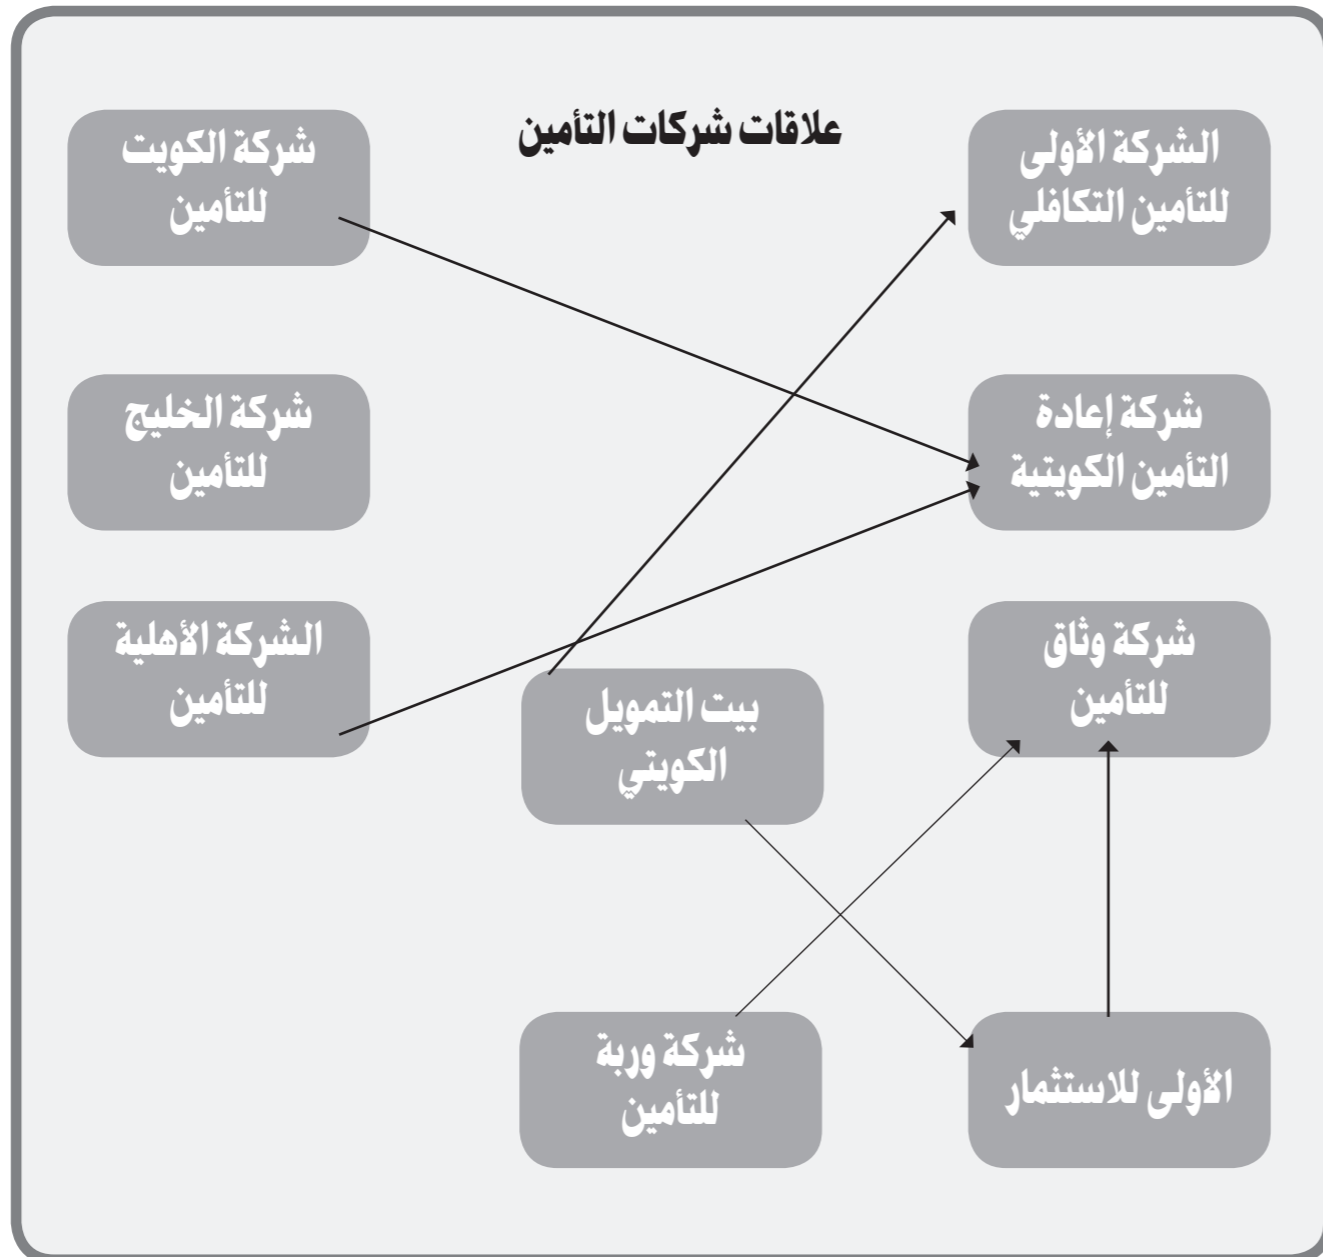 علاقات شركات التأمين
الشركة الأولى
للتأمين التكافلي
شركة الكويت
للتأمين
شركة إعادة
التأمين الكويتية
شركة الخليج
للتأمين
شركة وثاق
للتأمين
بيت التمويل
الكويتي
الشركة الأهلية
للتأمين
الأولى للاستثمار
شركة وربة
للتأمين